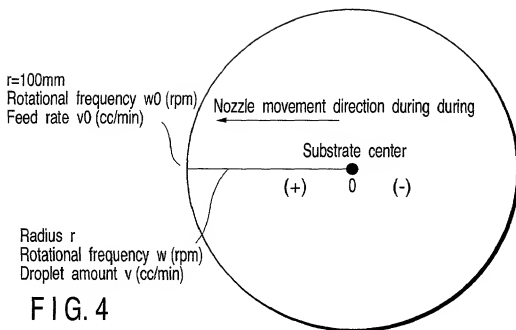 r=100mm
Rotational frequency w0 (rpm)
Feed rate v0 (cc/min)
Nozzle movement direction during during
Substrate center
(+) 0 (-)
Radius r
Rotational frequency w (rpm)
Droplet amount v (cc/min)
FIG. 4